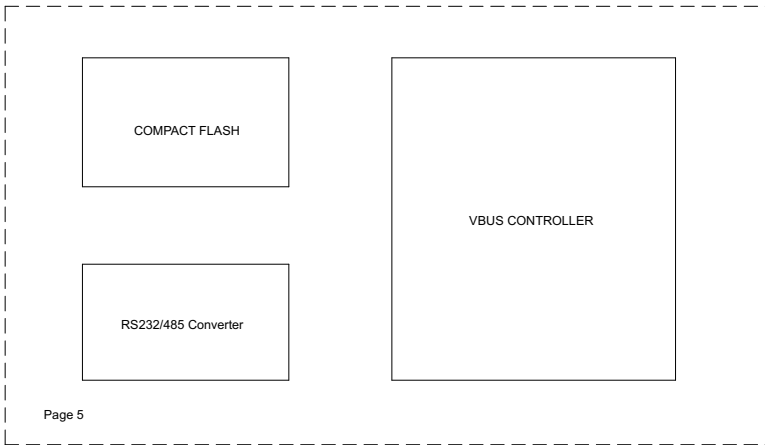 COMPACT FLASH
VBUS CONTROLLER
RS232/485 Converter
Page 5